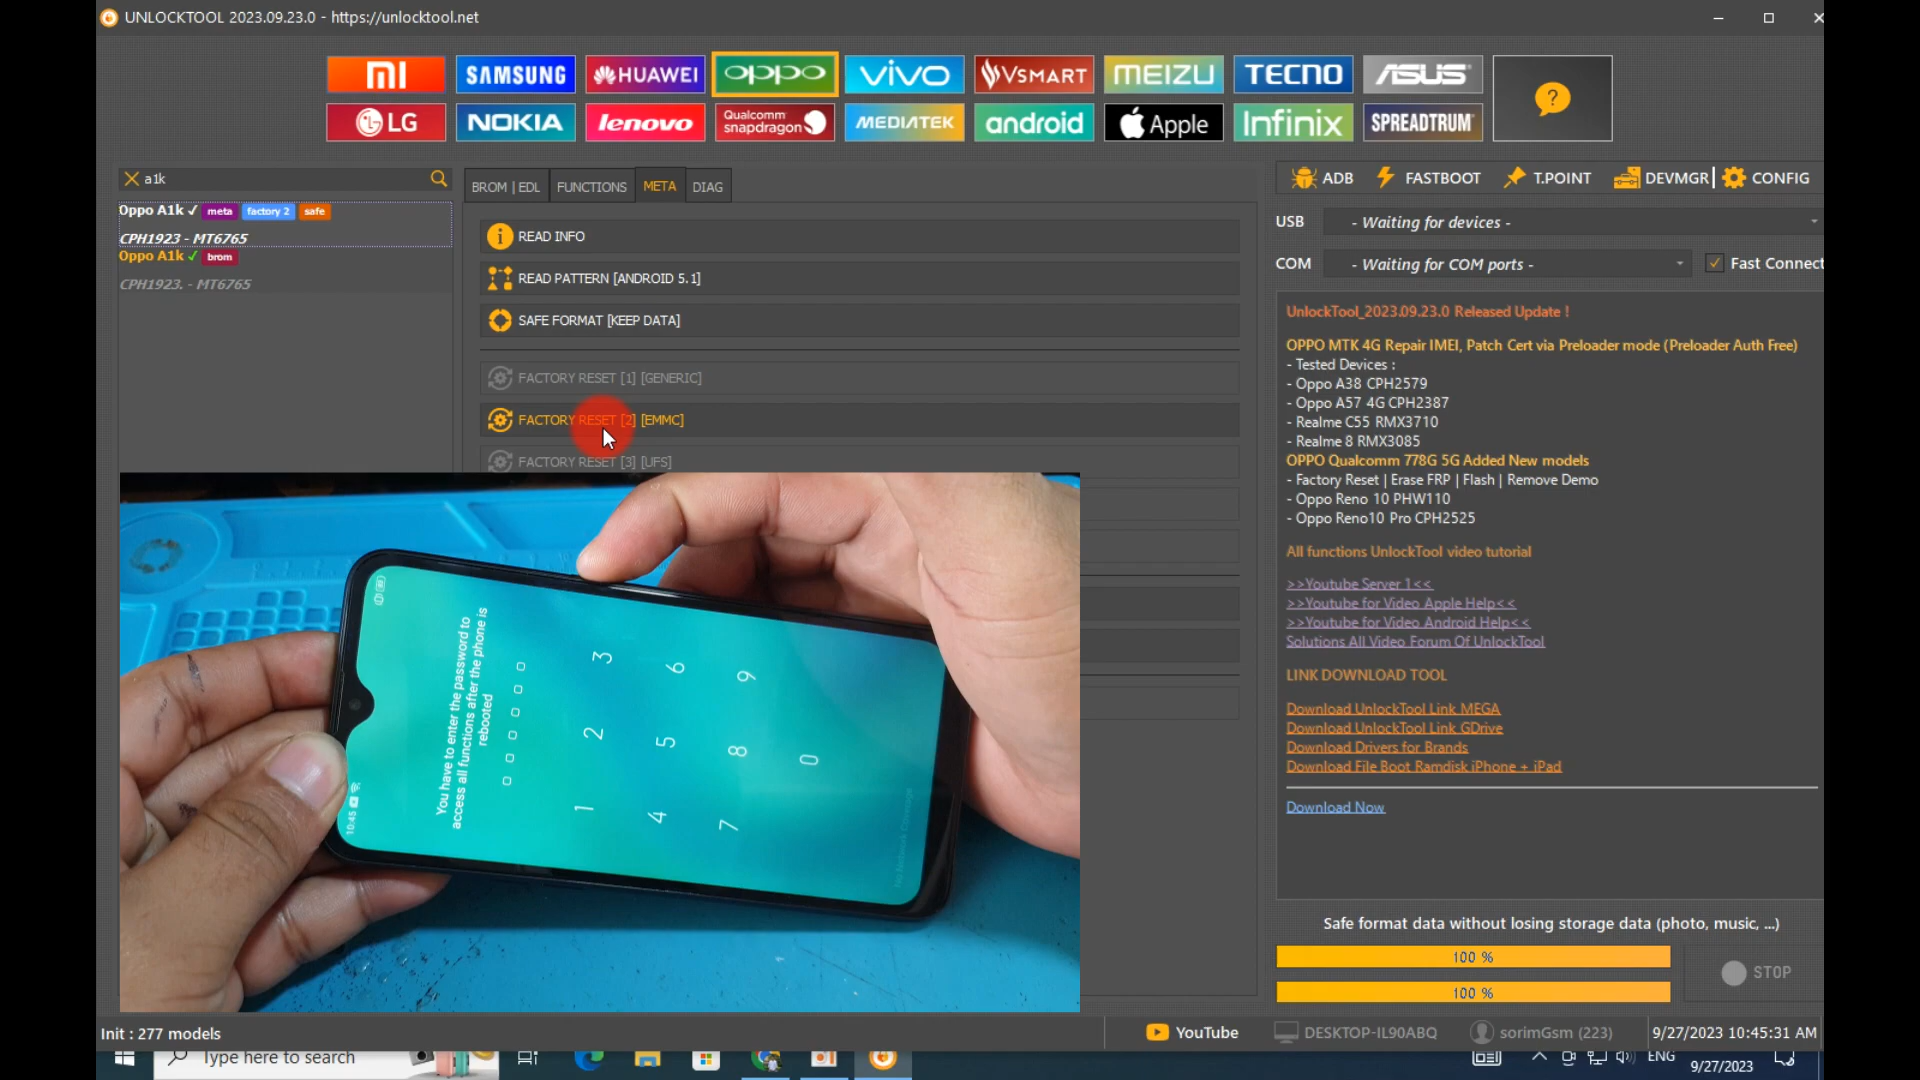 UNLOCKTOOL 2023.09.23.0 - https://unlocktool.net
mi SAMSUNG HUAWEI oppo vivo VSMART MEIZU TECNO ASUS ?
LG NOKIA lenovo Qualcomm snapdragon MEDIATEK android Apple Infinix SPREADTRUM
a1k
Oppo A1k ✓ meta factory 2 safe
CPH1923 - MT6765
Oppo A1k ✓ brom
CPH1923. - MT6765
BROM | EDL FUNCTIONS META DIAG
READ INFO
READ PATTERN [ANDROID 5.1]
SAFE FORMAT [KEEP DATA]
FACTORY RESET [1] [GENERIC]
FACTORY RESET [2] [EMMC]
FACTORY RESET [3] [UFS]
10:45
You have to enter the password to
access all functions after the phone is
rebooted
1 2 3
4 5 6
7 8 9
0
ADB FASTBOOT T.POINT DEVMGR CONFIG
USB - Waiting for devices -
COM - Waiting for COM ports - Fast Connect
UnlockTool_2023.09.23.0 Released Update !
OPPO MTK 4G Repair IMEI, Patch Cert via Preloader mode (Preloader Auth Free)
- Tested Devices :
- Oppo A38 CPH2579
- Oppo A57 4G CPH2387
- Realme C55 RMX3710
- Realme 8 RMX3085
OPPO Qualcomm 778G 5G Added New models
- Factory Reset | Erase FRP | Flash | Remove Demo
- Oppo Reno 10 PHW110
- Oppo Reno10 Pro CPH2525
All functions UnlockTool video tutorial
>>Youtube Server 1<<
>>Youtube for Video Apple Help<<
>>Youtube for Video Android Help<<
Solutions All Video Forum Of UnlockTool
LINK DOWNLOAD TOOL
Download UnlockTool Link MEGA
Download UnlockTool Link GDrive
Download Drivers for Brands
Download File Boot Ramdisk iPhone + iPad
Download Now
Safe format data without losing storage data (photo, music, ...)
100 %
100 %
STOP
Init : 277 models
YouTube DESKTOP-IL90ABQ sorimGsm (223) 9/27/2023 10:45:31 AM
Type here to search
ENG
9/27/2023